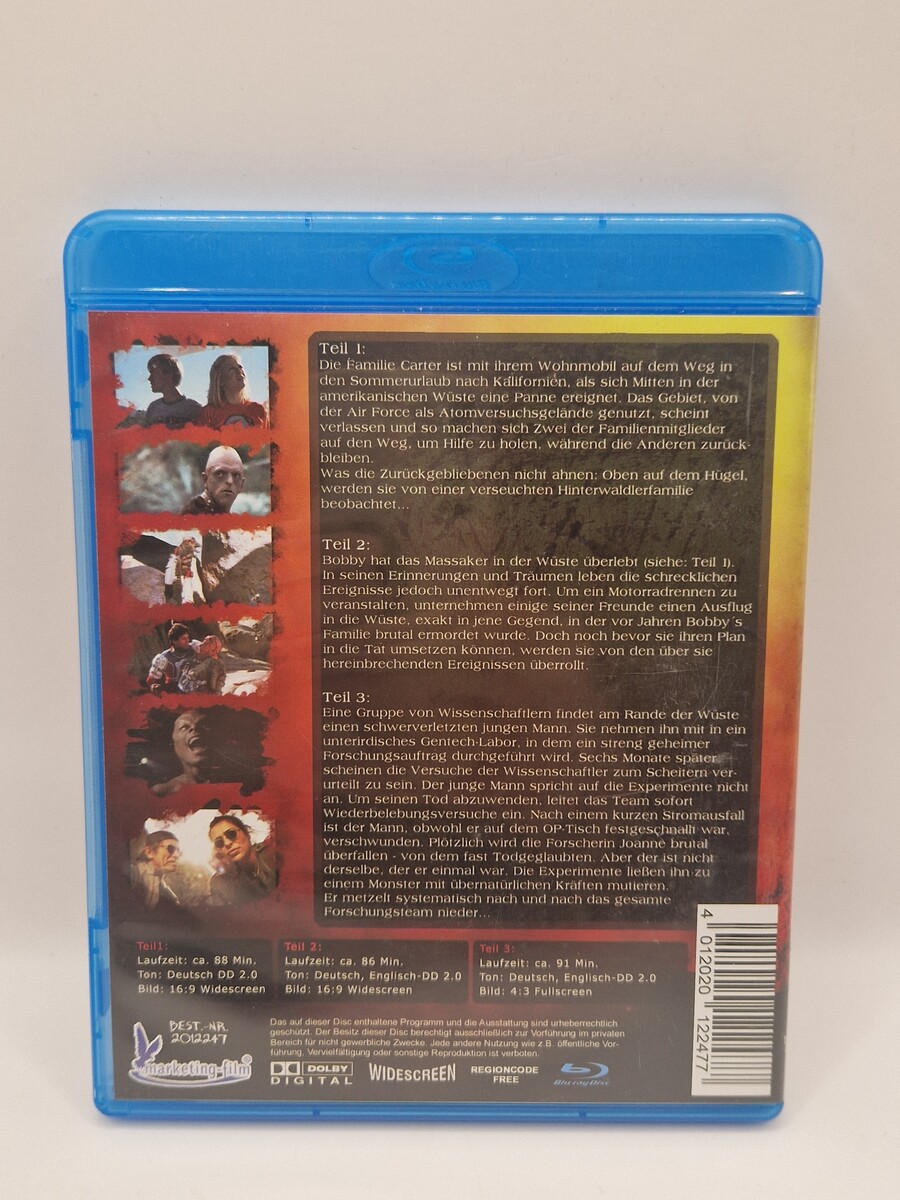 Teil 1:
Die Familie Carter ist mit ihrem Wohnmobil auf dem Weg in
den Sommerurlaub nach Kalifornien, als sich Mitten in der
amerikanischen Wüste eine Panne ereignet. Das Gebiet, von
der Air Force als Atomversuchsgelände genutzt, scheint
verlassen und so machen sich Zwei der Familienmitglieder
auf den Weg, um Hilfe zu holen, während die Anderen zurück-
bleiben.
Was die Zurückgebliebenen nicht ahnen: Oben auf dem Hügel,
werden sie von einer verseuchten Hinterwaldlerfamilie
beobachtet...
Teil 2:
Bobby hat das Massaker in der Wüste überlebt (siehe: Teil 1).
In seinen Erinnerungen und Träumen leben die schrecklichen
Ereignisse jedoch unentwegt fort. Um ein Motorradrennen zu
veranstalten, unternehmen einige seiner Freunde einen Ausflug
in die Wüste, exakt in jene Gegend, in der vor Jahren Bobby´s
Familie brutal ermordet wurde. Doch noch bevor sie ihren Plan
in die Tat umsetzen können, werden sie von den über sie
hereinbrechenden Ereignissen überrollt.
Teil 3:
Eine Gruppe von Wissenschaftlern findet am Rande der Wüste
einen schwerverletzten jungen Mann. Sie nehmen ihn mit in ein
unterirdisches Gentech-Labor, in dem ein streng geheimer
Forschungsauftrag durchgeführt wird. Sechs Monate später
scheinen die Versuche der Wissenschaftler zum Scheitern ver-
urteilt zu sein. Der junge Mann spricht auf die Experimente nicht
an. Um seinen Tod abzuwenden, leitet das Team sofort
Wiederbelebungsversuche ein. Nach einem kurzen Stromausfall
ist der Mann, obwohl er auf dem OP-Tisch festgeschnallt war,
verschwunden. Plötzlich wird die Forscherin Joanne brutal
überfallen - von dem fast Todgeglaubten. Aber der ist nicht
derselbe, der er einmal war. Die Experimente ließen ihn zu
einem Monster mit übernatürlichen Kräften mutieren.
Er metzelt systematisch nach und nach das gesamte
Forschungsteam nieder...
Teil1:
Laufzeit: ca. 88 Min.
Ton: Deutsch DD 2.0
Bild: 16:9 Widescreen
Teil 2:
Laufzeit: ca. 86 Min.
Ton: Deutsch, Englisch-DD 2.0
Bild: 16:9 Widescreen
Teil 3:
Laufzeit: ca. 91 Min.
Ton: Deutsch, Englisch-DD 2.0
Bild: 4:3 Fullscreen
BEST.-NR.
2012247
marketing-film®
Das auf dieser Disc enthaltene Programm und die Ausstattung sind urheberrechtlich
geschützt. Der Besitz dieser Disc berechtigt ausschließlich zur Vorführung im privaten
Bereich für nicht gewerbliche Zwecke. Jede andere Nutzung wie z.B. öffentliche Vor-
führung, Vervielfältigung oder sonstige Reproduktion ist verboten.
DOLBY
DIGITAL
WIDESCREEN
REGIONCODE
FREE
Blu-ray Disc
4 012020 122477